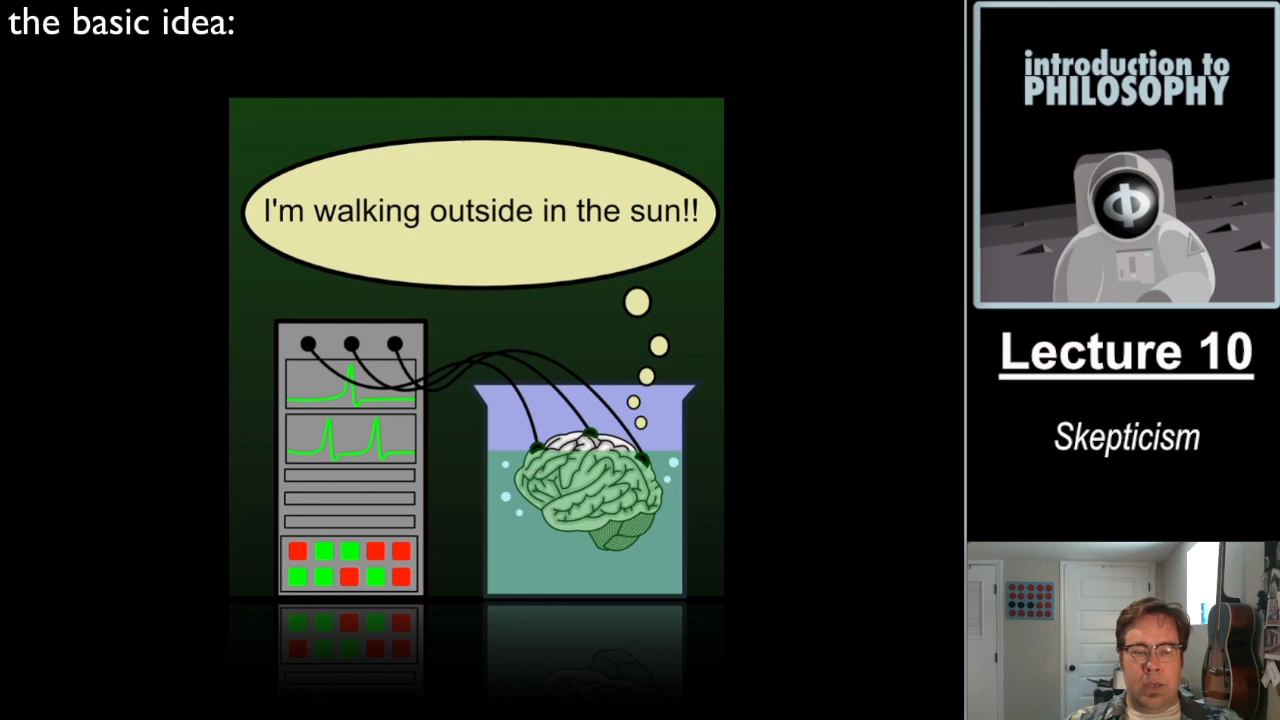 the basic idea:
I'm walking outside in the sun!!
introduction to
PHILOSOPHY
Φ
Lecture 10
Skepticism